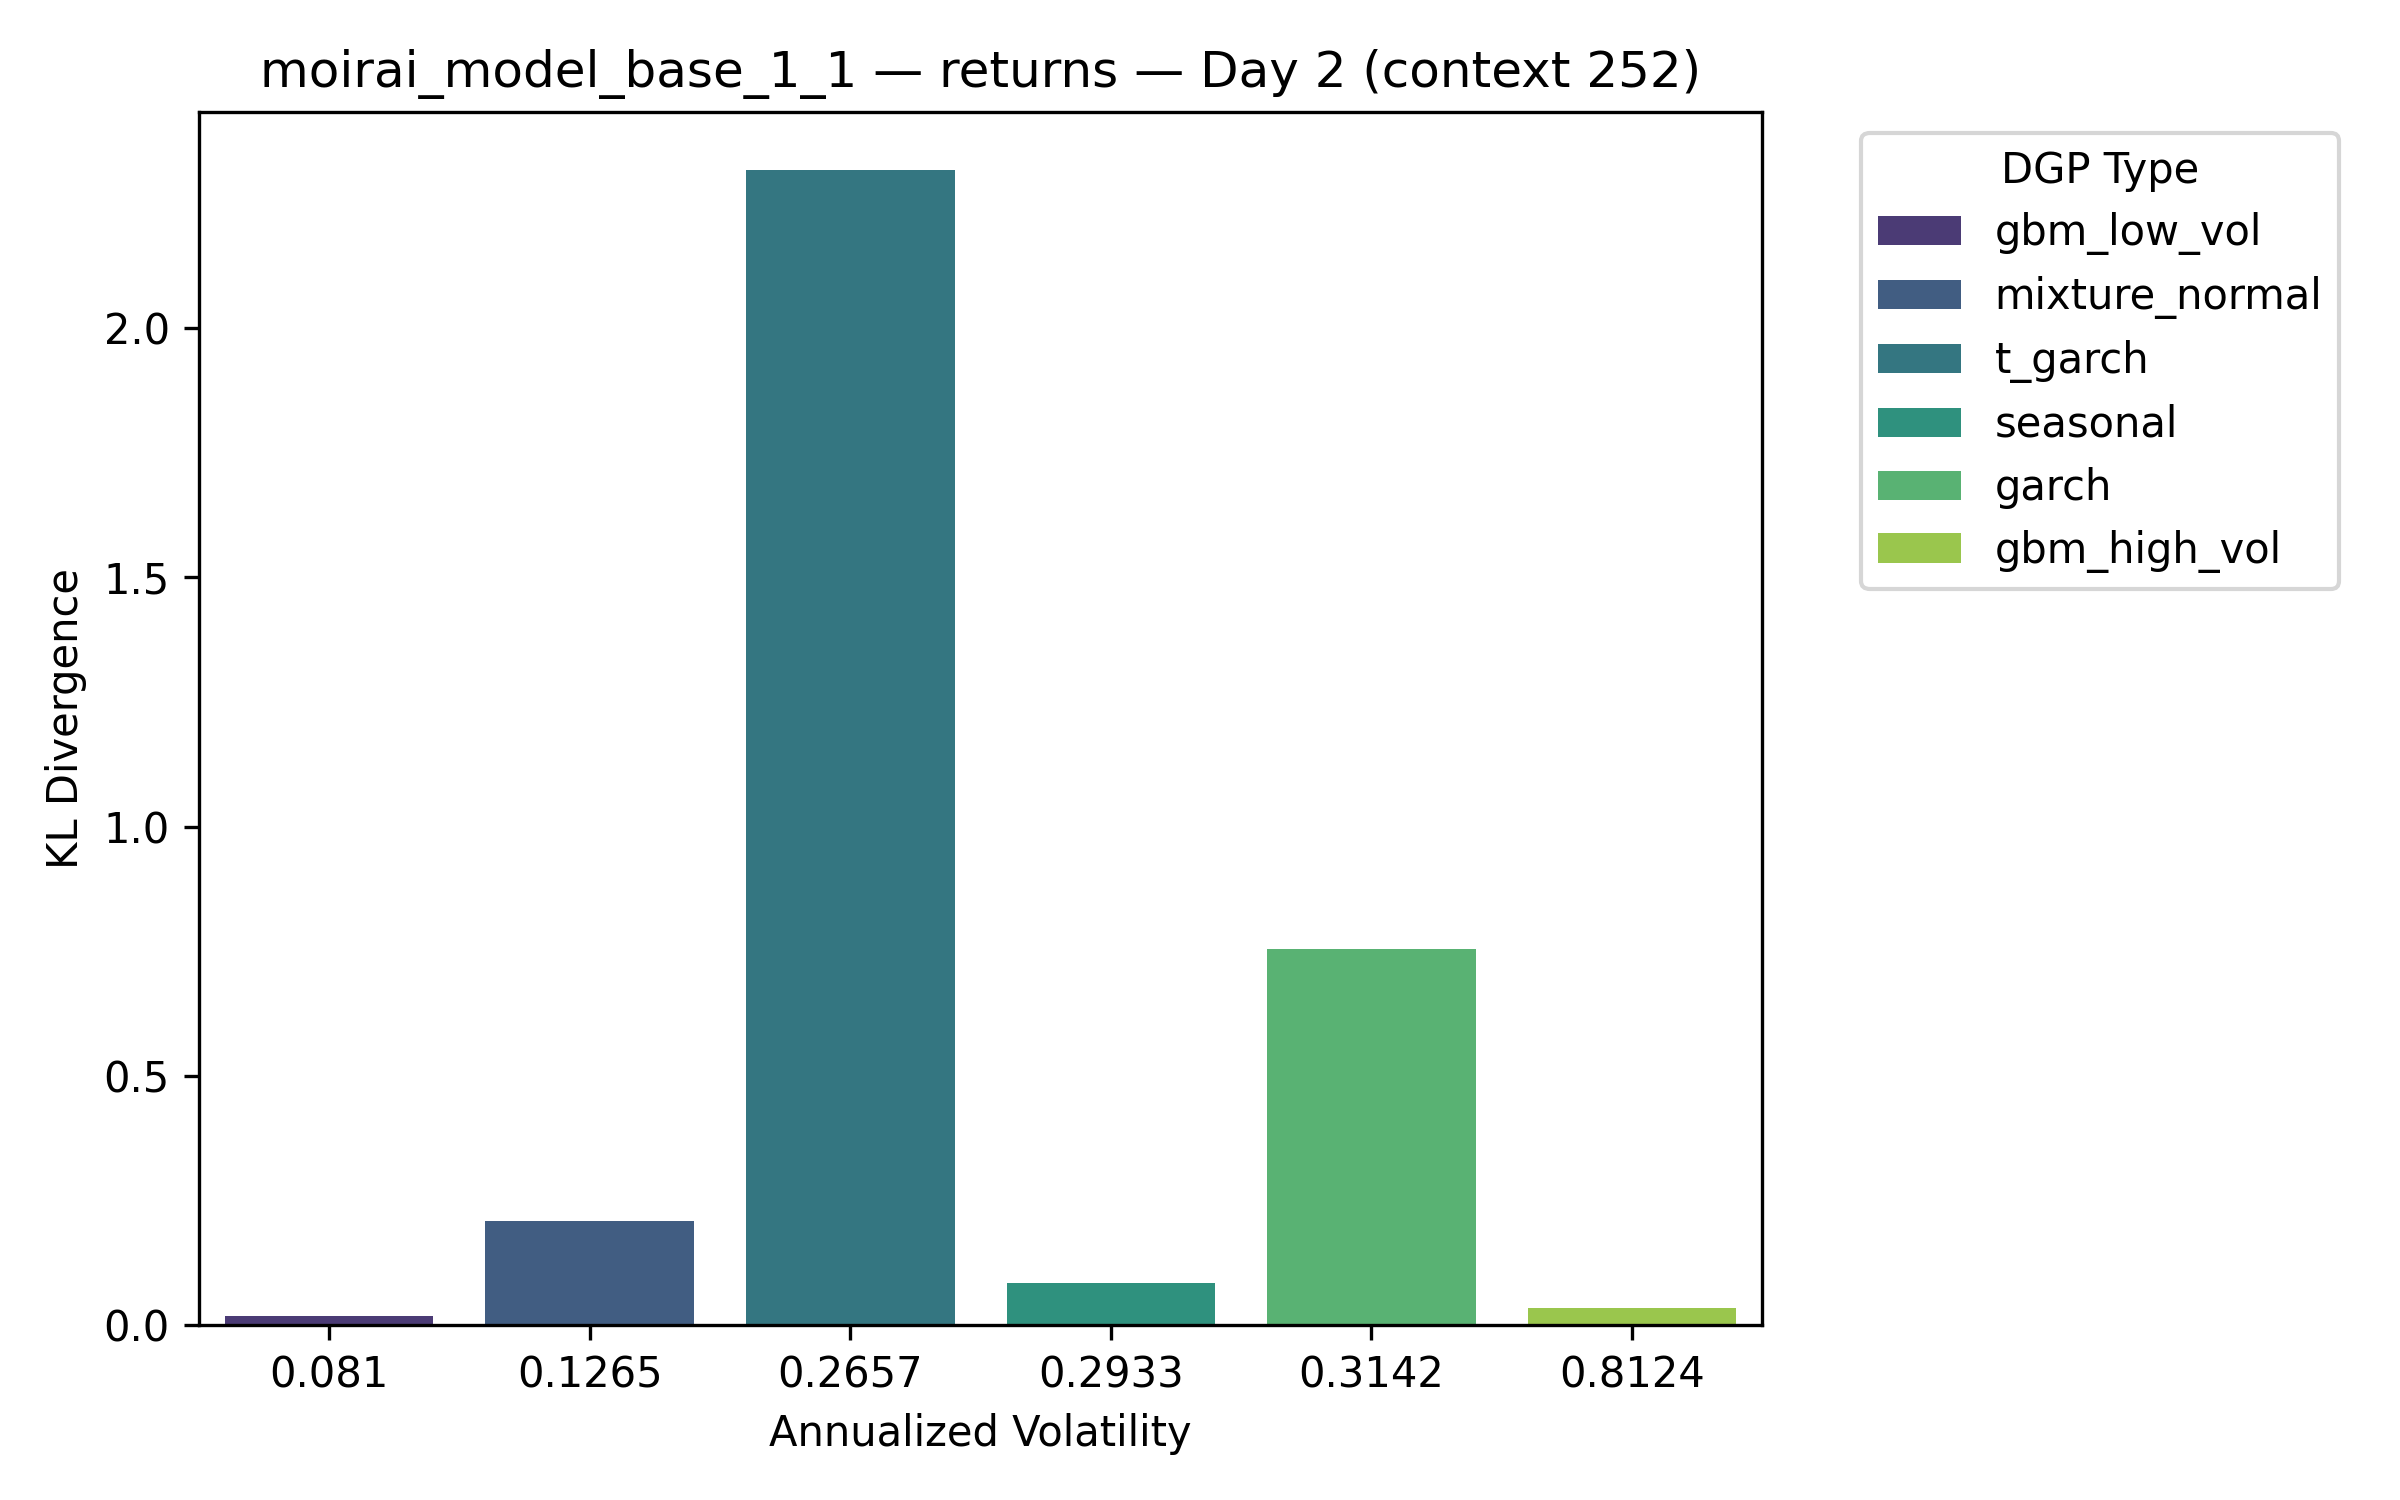 moirai_model_base_1_1 — returns — Day 2 (context 252)
DGP Type
gbm_low_vol
mixture_normal
t_garch
seasonal
garch
gbm_high_vol
KL Divergence
2.0
1.5
1.0
0.5
0.0
0.081 0.1265 0.2657 0.2933 0.3142 0.8124
Annualized Volatility